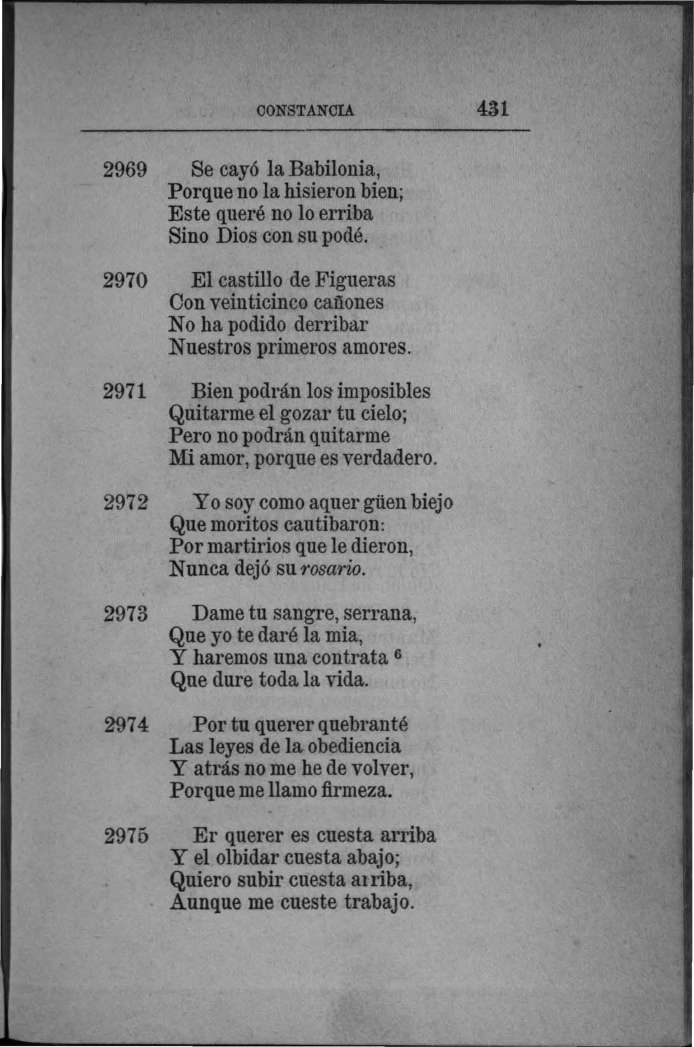 CONSTANCIA 431
2969 Se cayó la Babilonia,
Porque no la hisieron bien;
Este queré no lo erriba
Sino Dios con su podé.
2970 El castillo de Figueras
Con veinticinco cañones
No ha podido derribar
Nuestros primeros amores.
2971 Bien podrán los imposibles
Quitarme el gozar tu cielo;
Pero no podrán quitarme
Mi amor, porque es verdadero.
2972 Yo soy como aquer güen biejo
Que moritos cautibaron:
Por martirios que le dieron,
Nunca dejó su rosario.
2973 Dame tu sangre, serrana,
Que yo te daré la mia,
Y haremos una contrata 6
Que dure toda la vida.
2974 Por tu querer quebranté
Las leyes de la obediencia
Y atrás no me he de volver,
Porque me llamo firmeza.
2975 Er querer es cuesta arriba
Y el olbidar cuesta abajo;
Quiero subir cuesta arriba,
Aunque me cueste trabajo.